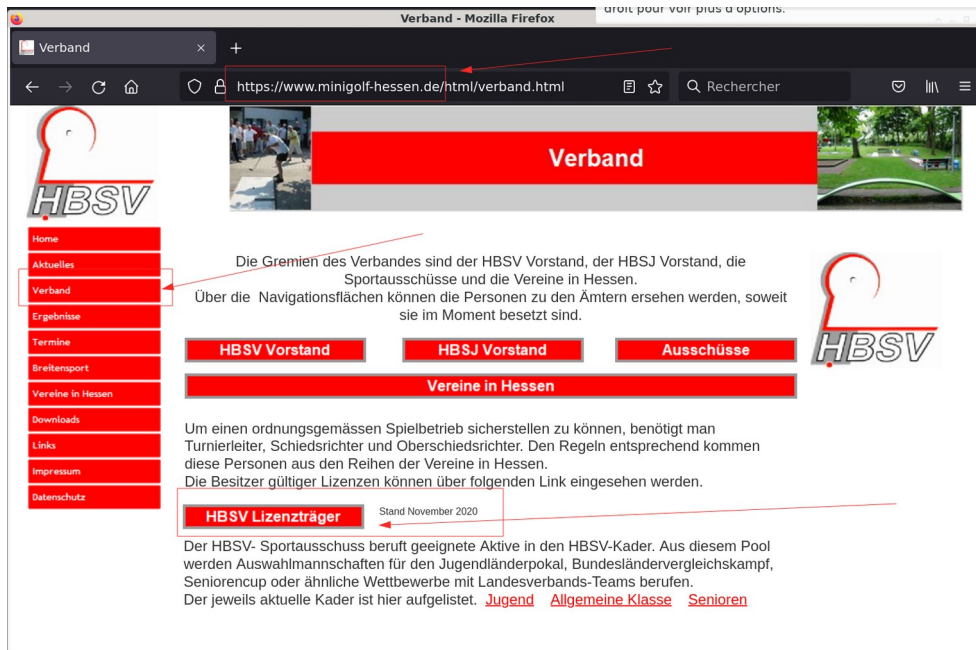 droit pour voir plus d'options.
Verband - Mozilla Firefox
Verband
https://www.minigolf-hessen.de/html/verband.html
Rechercher
HBSV
Verband
Home
Aktuelles
Verband
Ergebnisse
Termine
Breitensport
Vereine in Hessen
Downloads
Links
Impressum
Datenschutz
Die Gremien des Verbandes sind der HBSV Vorstand, der HBSJ Vorstand, die
Sportausschüsse und die Vereine in Hessen.
Über die Navigationsflächen können die Personen zu den Ämtern ersehen werden, soweit
sie im Moment besetzt sind.
HBSV
HBSV Vorstand
HBSJ Vorstand
Ausschüsse
Vereine in Hessen
Um einen ordnungsgemässen Spielbetrieb sicherstellen zu können, benötigt man
Turnierleiter, Schiedsrichter und Oberschiedsrichter. Den Regeln entsprechend kommen
diese Personen aus den Reihen der Vereine in Hessen.
Die Besitzer gültiger Lizenzen können über folgenden Link eingesehen werden.
HBSV Lizenzträger
Stand November 2020
Der HBSV- Sportausschuss beruft geeignete Aktive in den HBSV-Kader. Aus diesem Pool
werden Auswahlmannschaften für den Jugendländerpokal, Bundesländervergleichskampf,
Seniorencup oder ähnliche Wettbewerbe mit Landesverbands-Teams berufen.
Der jeweils aktuelle Kader ist hier aufgelistet. Jugend Allgemeine Klasse Senioren